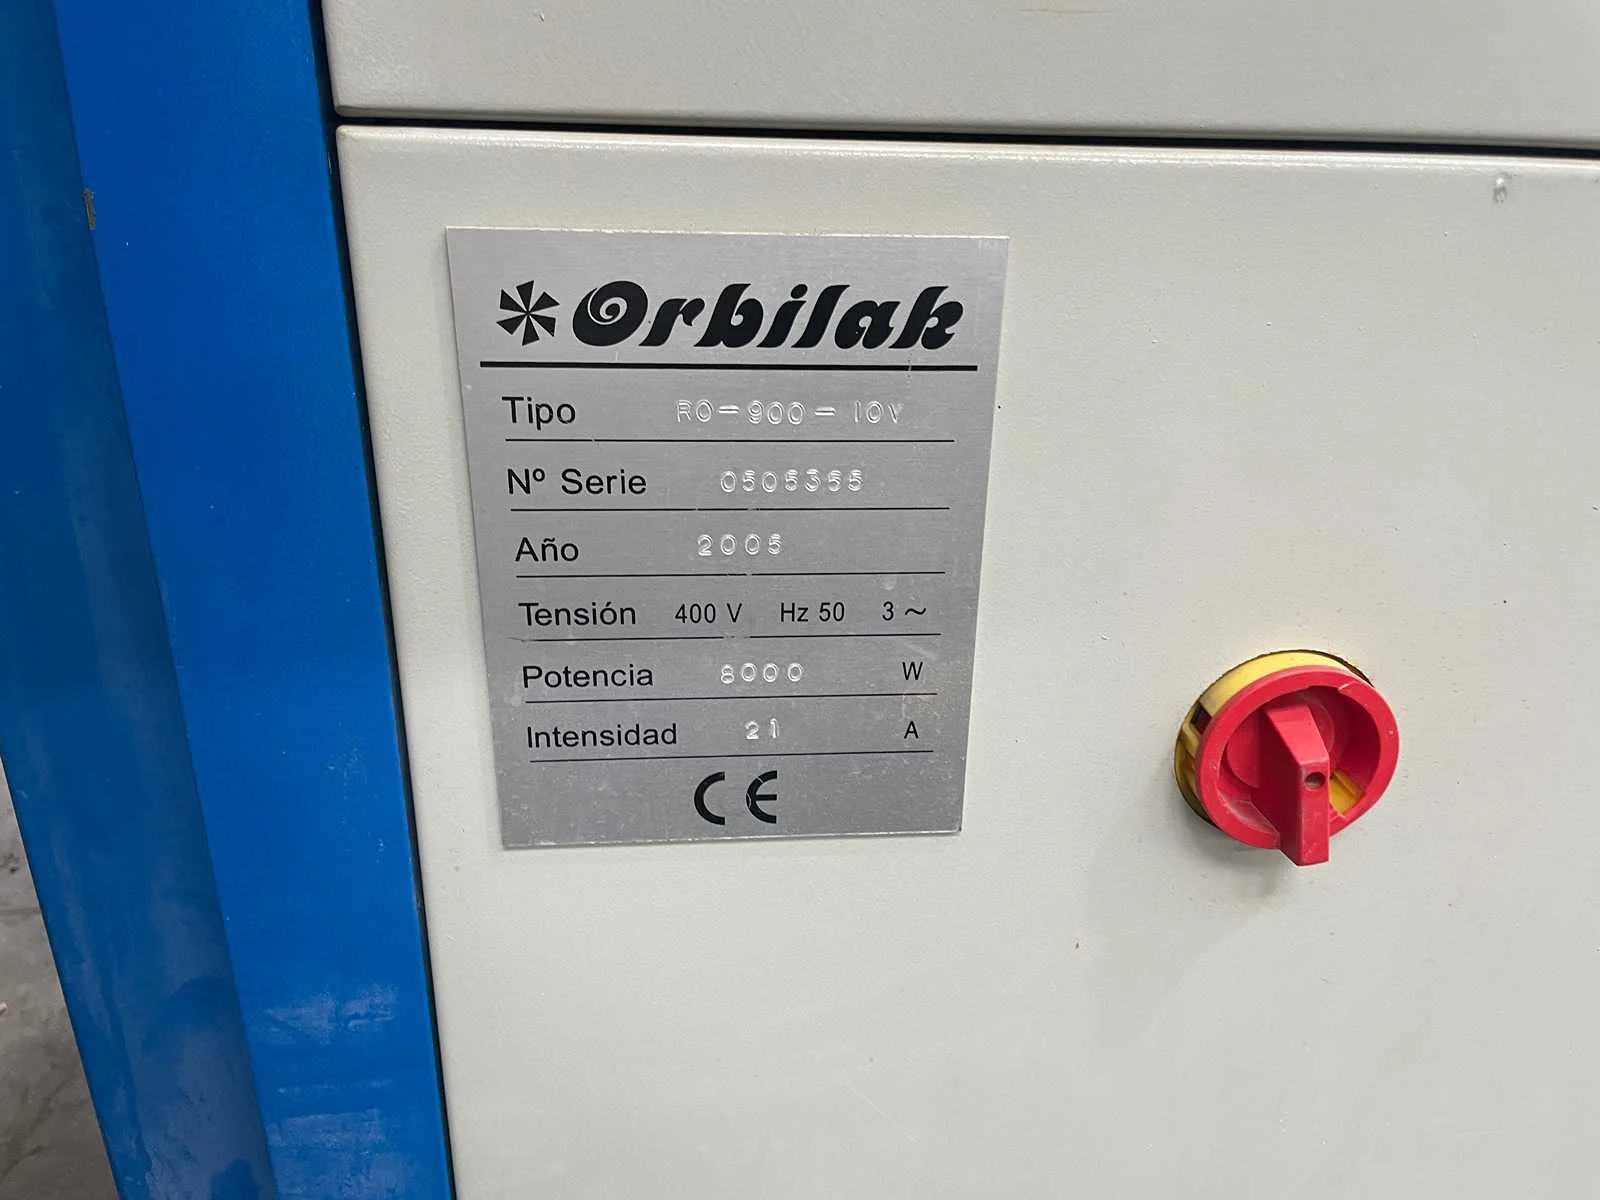 Orbilak
Tipo RO-900-10V
Nº Serie 0505355
Año 2005
Tensión 400 V Hz 50 3 ~
Potencia 8000 W
Intensidad 21 A
CE